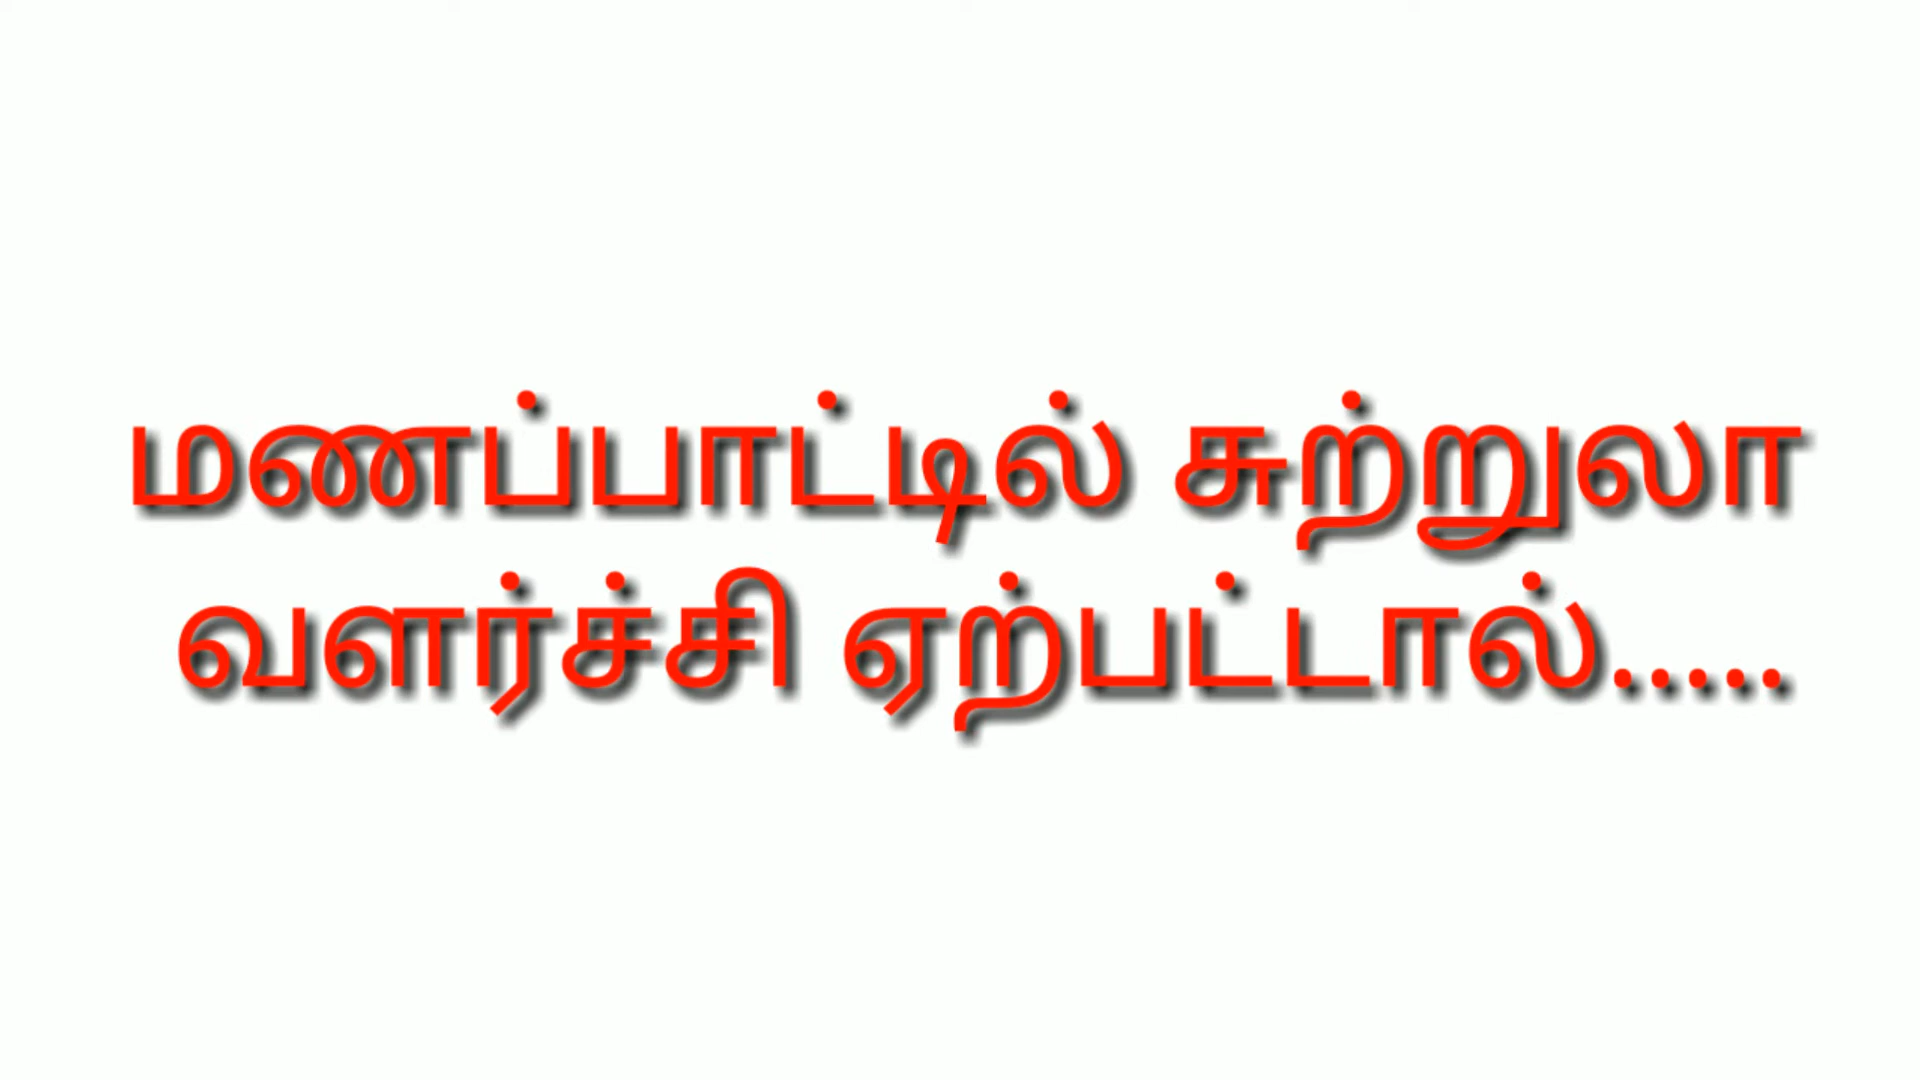 மணப்பாட்டில் சுற்றுலா
வளர்ச்சி ஏற்பட்டால்.....